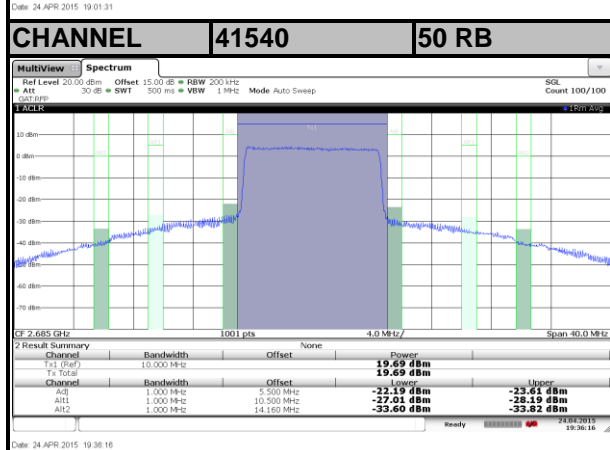 Date: 24.APR.2015 19:01:31
CHANNEL 41540 50 RB
MultiView Spectrum
Ref Level 20.00 dBm Offset 15.00 dB RBW 200 kHz SGL
Att 30 dB SWT 500 ms VBW 1 MHz Mode Auto Sweep Count 100/100
GAT:RFP
1 ACLR 1Rm Avg
Tx1
10 dBm
0 dBm
-10 dBm
-20 dBm
-30 dBm
-40 dBm
-60 dBm
-70 dBm
CF 2.685 GHz 1001 pts 4.0 MHz/ Span 40.0 MHz
2 Result Summary None
Channel Bandwidth Offset Power
Tx1 (Ref) 10.000 MHz 19.69 dBm
Tx Total 19.69 dBm
Channel Bandwidth Offset Lower Upper
Adj 1.000 MHz 5.500 MHz -22.19 dBm -23.61 dBm
Alt1 1.000 MHz 10.500 MHz -27.01 dBm -28.19 dBm
Alt2 1.000 MHz 14.160 MHz -33.60 dBm -33.82 dBm
Ready 24.04.2015
19:36:16
Date: 24.APR.2015 19:36:16